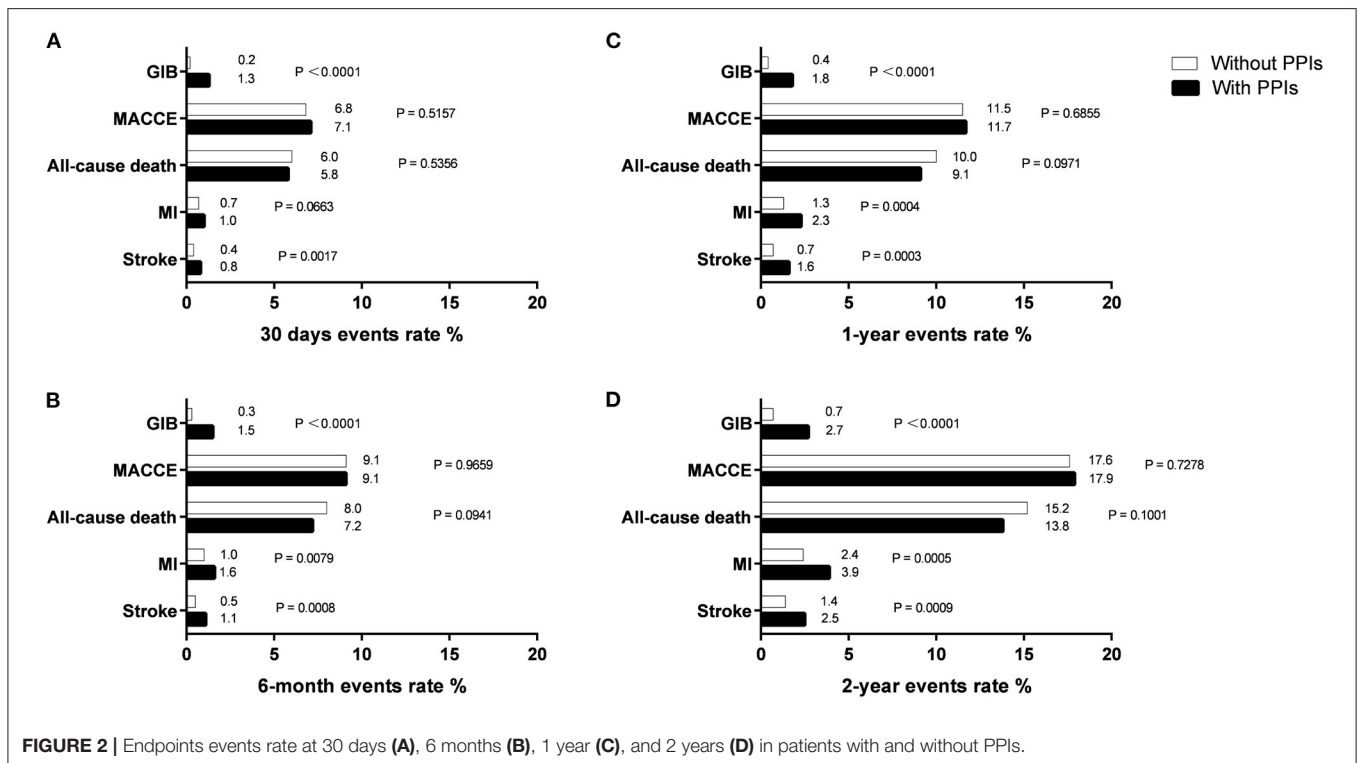 A
GIB
0.2
1.3
P <0.0001
MACCE
6.8
7.1
P = 0.5157
All-cause death
6.0
5.8
P = 0.5356
MI
0.7
1.0
P = 0.0663
Stroke
0.4
0.8
P = 0.0017
0 5 10 15 20
30 days events rate %
C
GIB
0.4
1.8
P <0.0001
MACCE
11.5
11.7
P = 0.6855
All-cause death
10.0
9.1
P = 0.0971
MI
1.3
2.3
P = 0.0004
Stroke
0.7
1.6
P = 0.0003
0 5 10 15 20
1-year events rate %
Without PPIs
With PPIs
B
GIB
0.3
1.5
P <0.0001
MACCE
9.1
9.1
P = 0.9659
All-cause death
8.0
7.2
P = 0.0941
MI
1.0
1.6
P = 0.0079
Stroke
0.5
1.1
P = 0.0008
0 5 10 15 20
6-month events rate %
D
GIB
0.7
2.7
P <0.0001
MACCE
17.6
17.9
P = 0.7278
All-cause death
15.2
13.8
P = 0.1001
MI
2.4
3.9
P = 0.0005
Stroke
1.4
2.5
P = 0.0009
0 5 10 15 20
2-year events rate %
FIGURE 2 | Endpoints events rate at 30 days (A), 6 months (B), 1 year (C), and 2 years (D) in patients with and without PPIs.